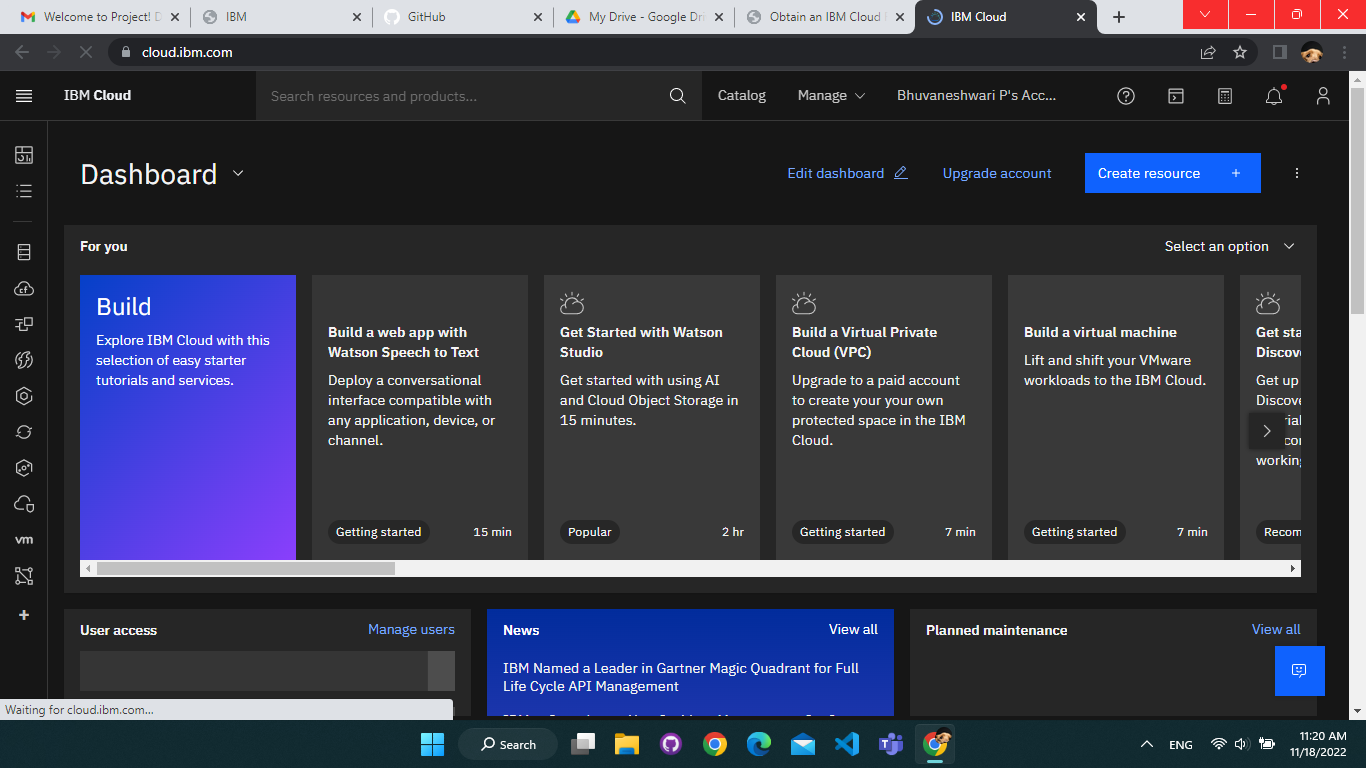 Welcome to Project! D
IBM
GitHub
My Drive - Google Dri
Obtain an IBM Cloud
IBM Cloud
cloud.ibm.com
IBM Cloud
Search resources and products...
Catalog
Manage
Bhuvaneshwari P's Acc...
Dashboard
Edit dashboard
Upgrade account
Create resource +
For you
Select an option
Build
Explore IBM Cloud with this
selection of easy starter
tutorials and services.
Build a web app with
Watson Speech to Text
Deploy a conversational
interface compatible with
any application, device, or
channel.
Getting started
15 min
Get Started with Watson
Studio
Get started with using AI
and Cloud Object Storage in
15 minutes.
Popular
2 hr
Build a Virtual Private
Cloud (VPC)
Upgrade to a paid account
to create your your own
protected space in the IBM
Cloud.
Getting started
7 min
Build a virtual machine
Lift and shift your VMware
workloads to the IBM Cloud.
Getting started
7 min
Get sta
Discov
Get up
Discov
working
Recom
vm
User access
Manage users
News
View all
IBM Named a Leader in Gartner Magic Quadrant for Full
Life Cycle API Management
Planned maintenance
View all
Waiting for cloud.ibm.com...
Search
ENG
11:20 AM
11/18/2022